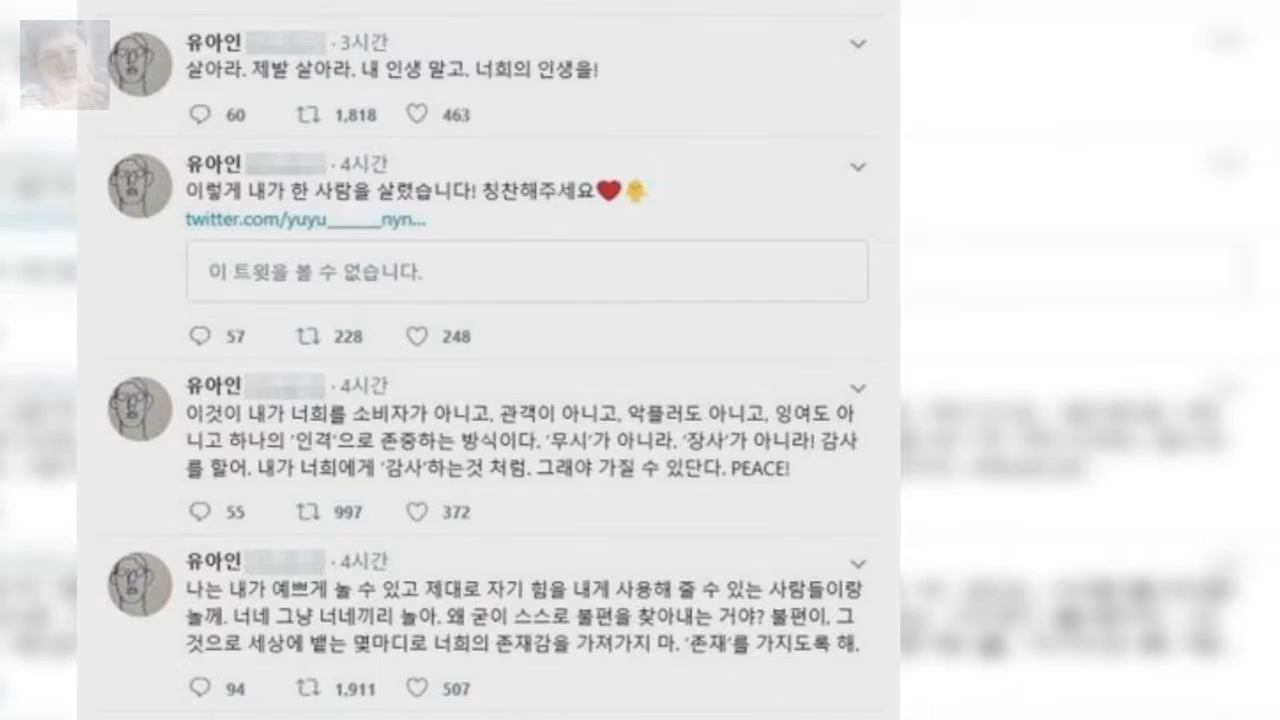 유아인 · 3시간
살아라. 제발 살아라. 내 인생 말고. 너희의 인생을!
60 1,818 463
유아인 · 4시간
이렇게 내가 한 사람을 살렸습니다! 칭찬해주세요❤️🐥
twitter.com/yuyu______nyn...
이 트윗을 볼 수 없습니다.
57 228 248
유아인 · 4시간
이것이 내가 너희를 소비자가 아니고, 관객이 아니고, 악플러도 아니고, 잉여도 아
니고 하나의 '인격'으로 존중하는 방식이다. '무시'가 아니라. '장사'가 아니라! 감사
를 할어. 내가 너희에게 '감사'하는것 처럼. 그래야 가질 수 있단다. PEACE!
55 997 372
유아인 · 4시간
나는 내가 예쁘게 놀 수 있고 제대로 자기 힘을 내게 사용해 줄 수 있는 사람들이랑
놀께. 너네 그냥 너네끼리 놀아. 왜 굳이 스스로 불편을 찾아내는 거야? 불편이. 그
것으로 세상에 뱉는 몇마디로 너희의 존재감을 가져가지 마. '존재'를 가지도록 해.
94 1,911 507